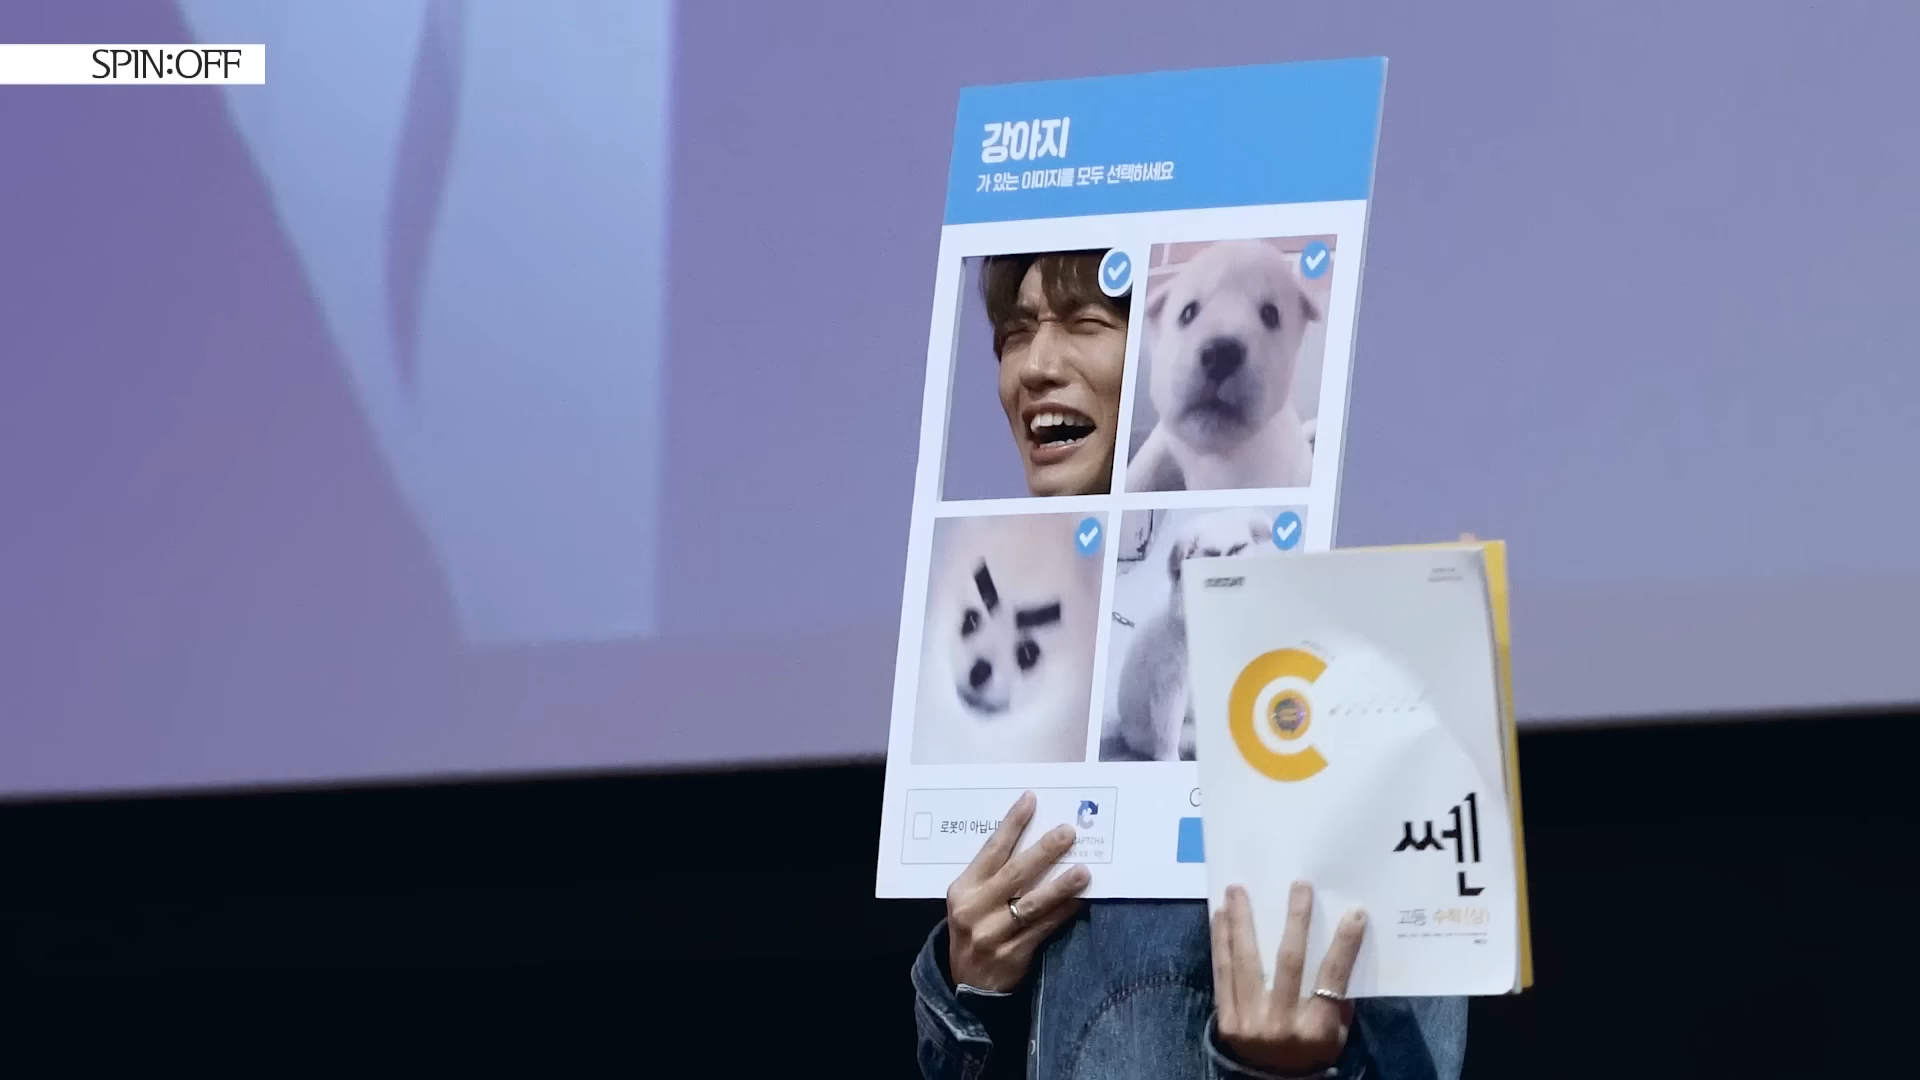 SPIN:OFF
강아지
가 있는 이미지를 모두 선택하세요
로봇이 아닙니
쎈
고등 수학(상)